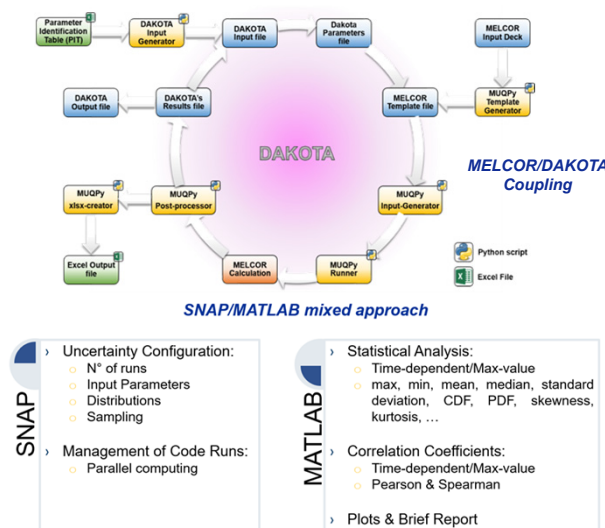 Parameter
Identification
Table (PIT)
DAKOTA
Input
Generator
DAKOTA
Input file
Dakota
Parameters
file
MELCOR
Input Deck
DAKOTA
Output file
DAKOTA's
Results file
MELCOR
Template file
MUQPy
Template
Generator
DAKOTA
MELCOR/DAKOTA
Coupling
MUQPy
xlsx-creator
MUQPy
Post-processor
MUQPy
Input-Generator
Excel Output
file
MELCOR
Calculation
MUQPy
Runner
Python script
Excel File
SNAP/MATLAB mixed approach
SNAP
› Uncertainty Configuration:
o N° of runs
o Input Parameters
o Distributions
o Sampling
› Management of Code Runs:
o Parallel computing
MATLAB
› Statistical Analysis:
o Time-dependent/Max-value
o max, min, mean, median, standard
deviation, CDF, PDF, skewness,
kurtosis, …
› Correlation Coefficients:
o Time-dependent/Max-value
o Pearson & Spearman
› Plots & Brief Report